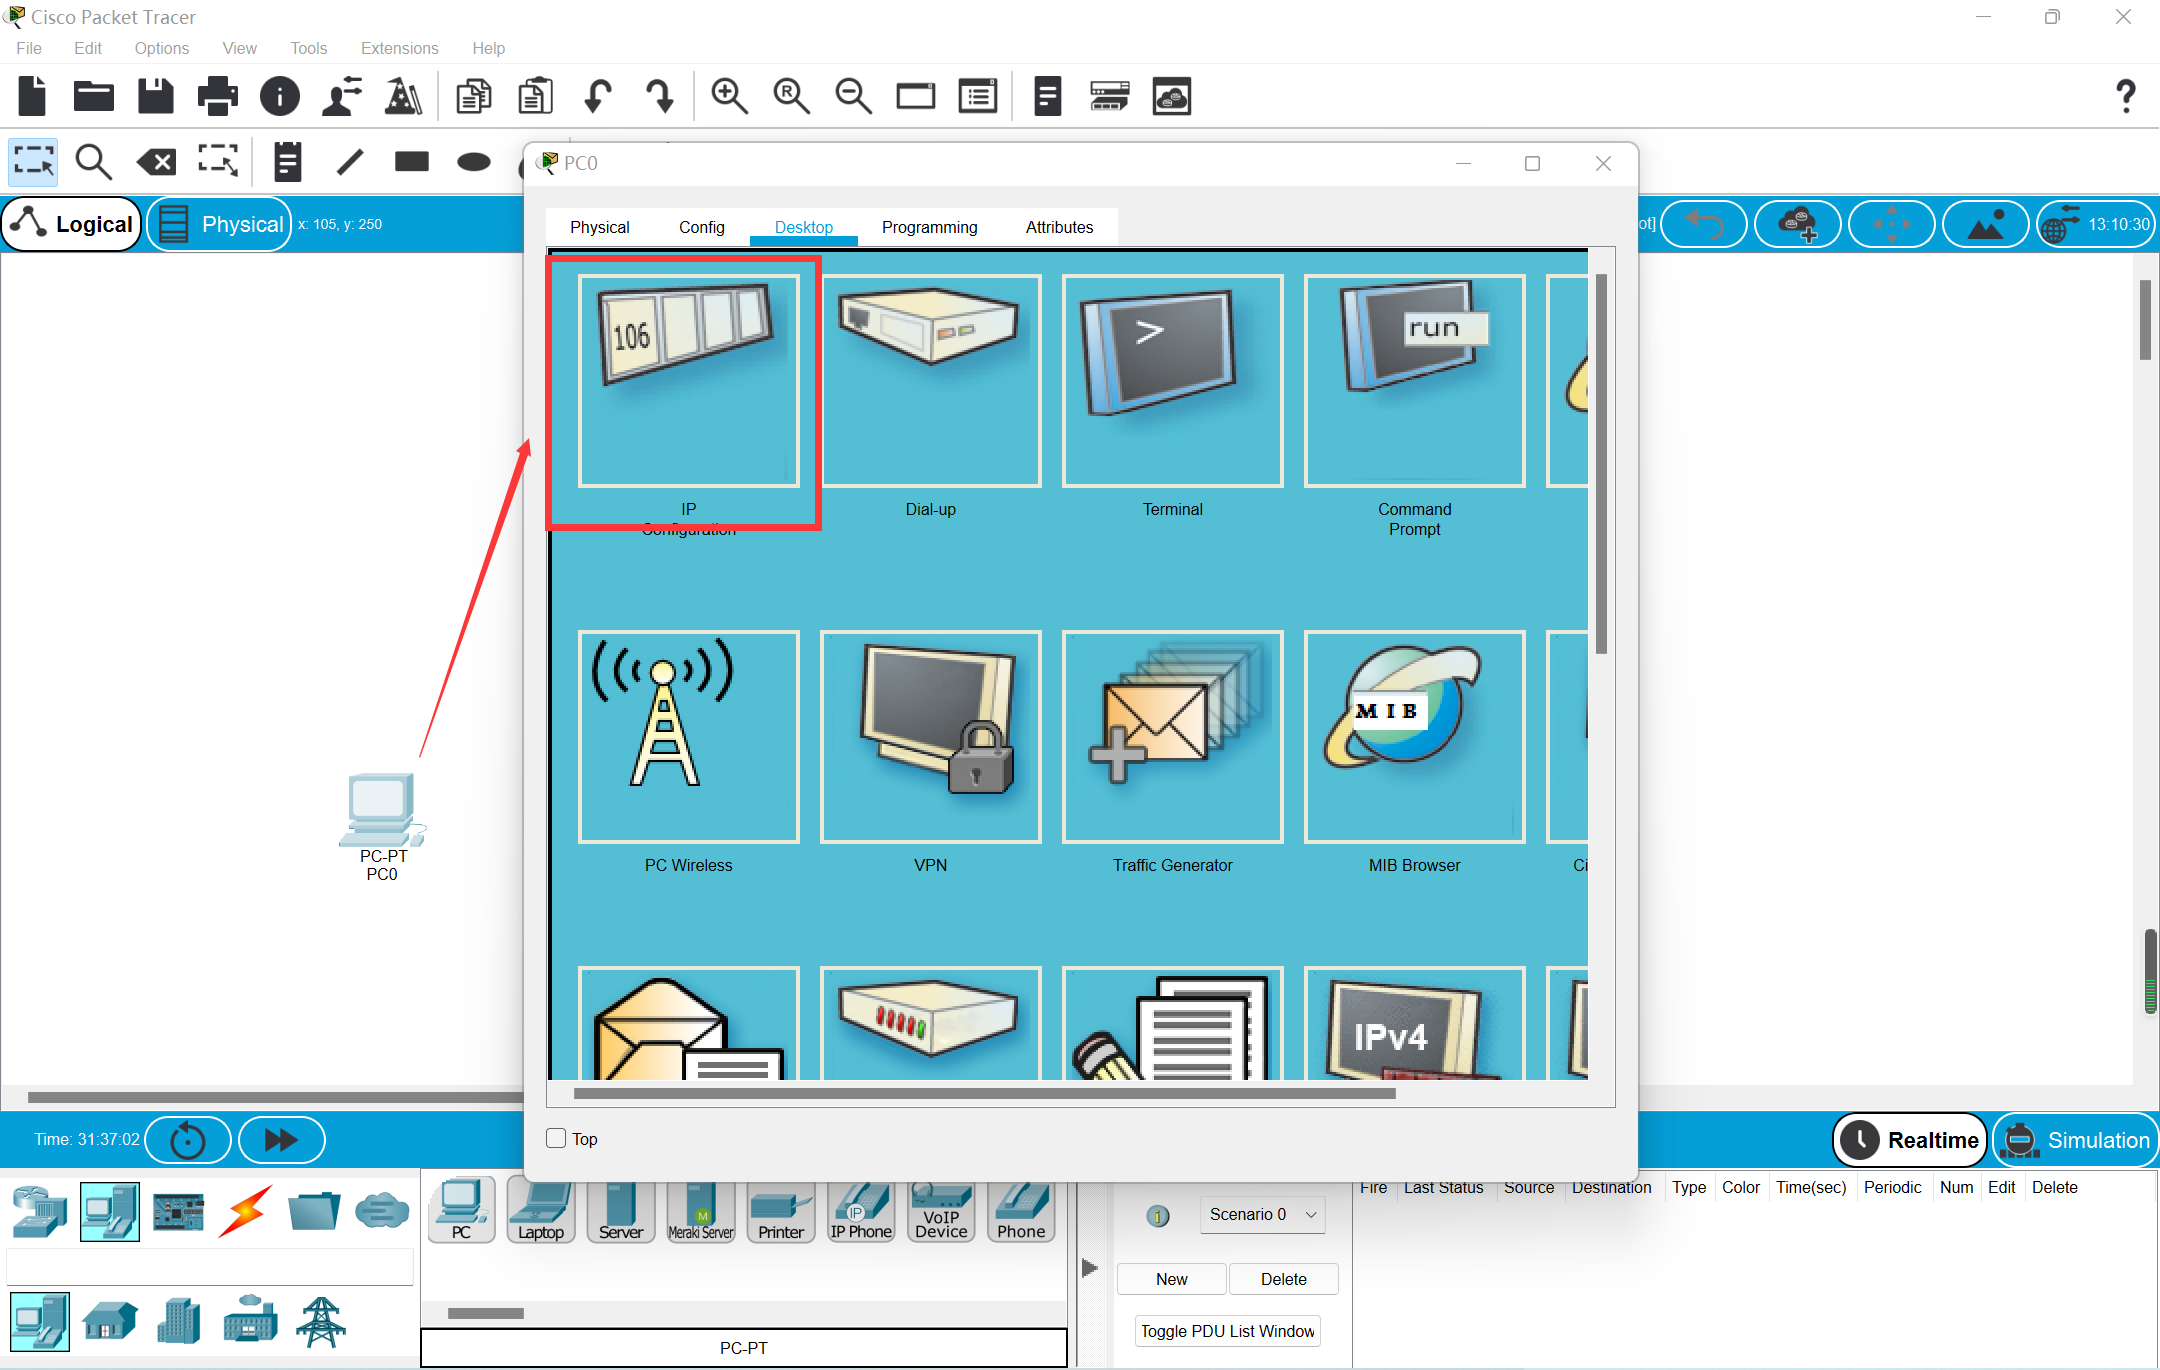 Cisco Packet Tracer
File Edit Options View Tools Extensions Help
PC0
Logical Physical x: 105, y: 250
ot] 13:10:30
Physical Config Desktop Programming Attributes
106
>
run
IP
Configuration
Dial-up
Terminal
Command
Prompt
MIB
PC Wireless
VPN
Traffic Generator
MIB Browser
Ci
IPv4
PC-PT
PC0
Top
Time: 31:37:02
Realtime Simulation
PC
Laptop
Server
M
Meraki Server
Printer
IP
IP Phone
VoIP
Device
Phone
PC-PT
Scenario 0
New Delete
Toggle PDU List Window
Fire Last Status Source Destination Type Color Time(sec) Periodic Num Edit Delete